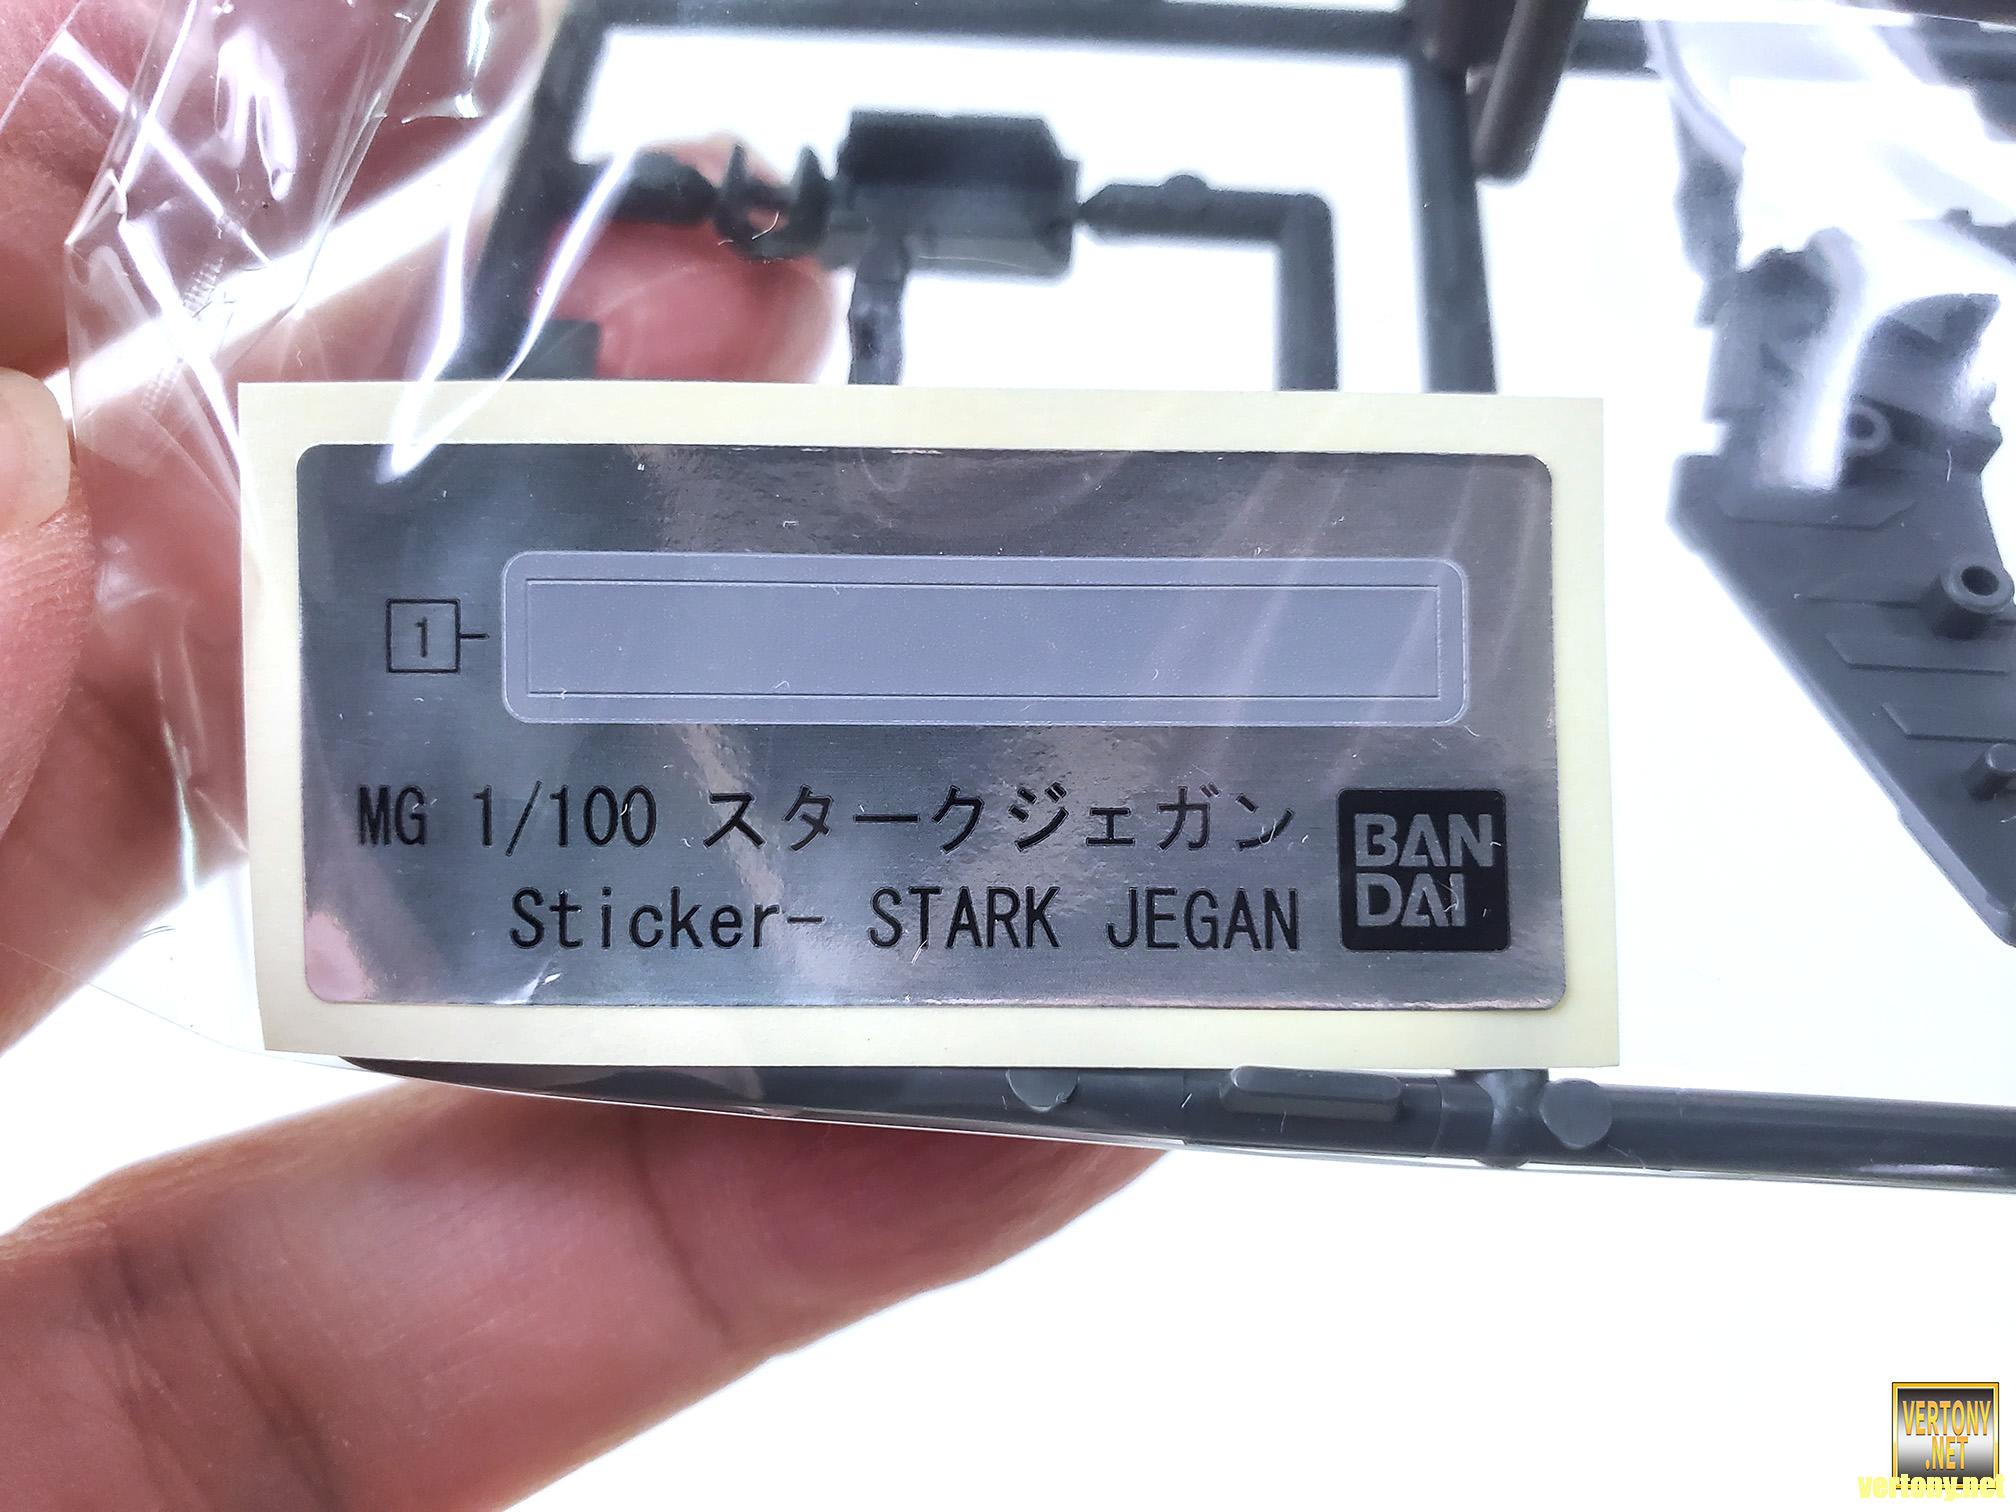 1
MG 1/100 スタークジェガン
Sticker- STARK JEGAN
BAN
DAI
VERTONY
.NET
vertony.net